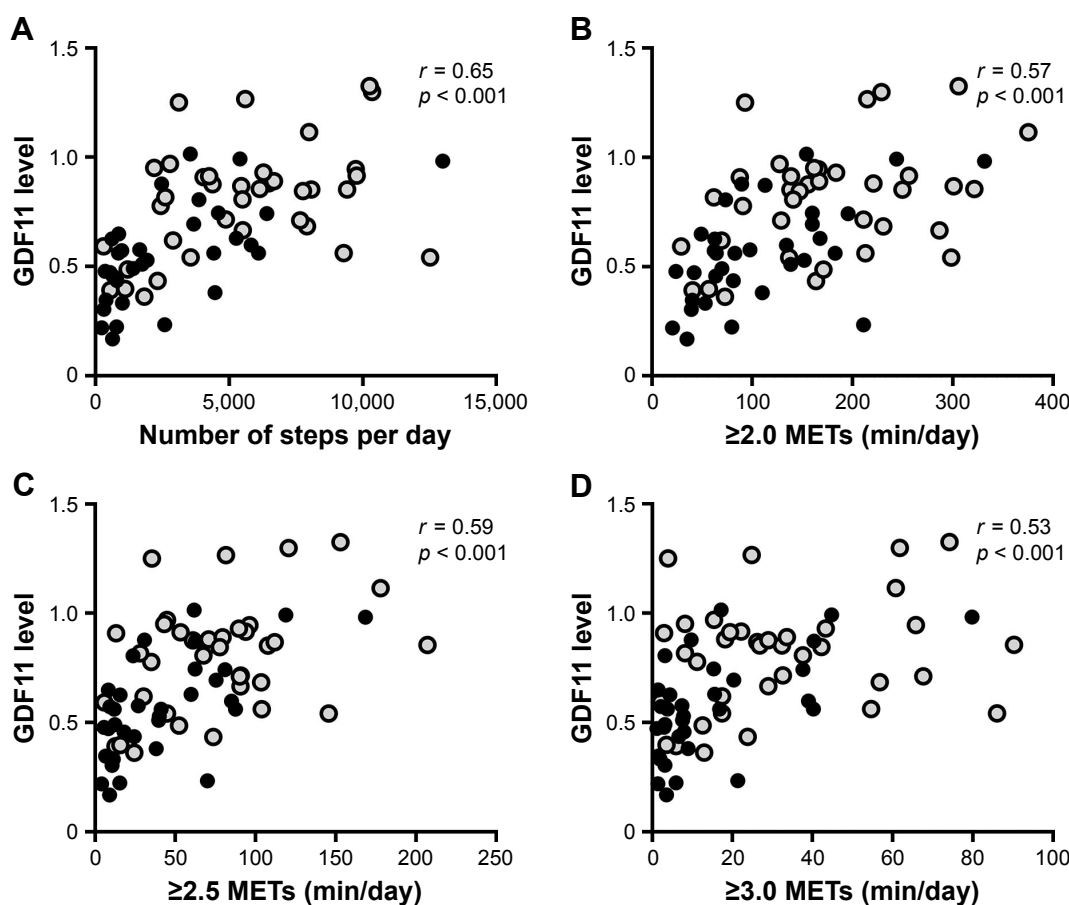 A
GDF11 level
1.5
1.0
0.5
0
r = 0.65
p < 0.001
0 5,000 10,000 15,000
Number of steps per day
B
GDF11 level
1.5
1.0
0.5
0
r = 0.57
p < 0.001
0 100 200 300 400
≥2.0 METs (min/day)
C
GDF11 level
1.5
1.0
0.5
0
r = 0.59
p < 0.001
0 50 100 150 200 250
≥2.5 METs (min/day)
D
GDF11 level
1.5
1.0
0.5
0
r = 0.53
p < 0.001
0 20 40 60 80 100
≥3.0 METs (min/day)